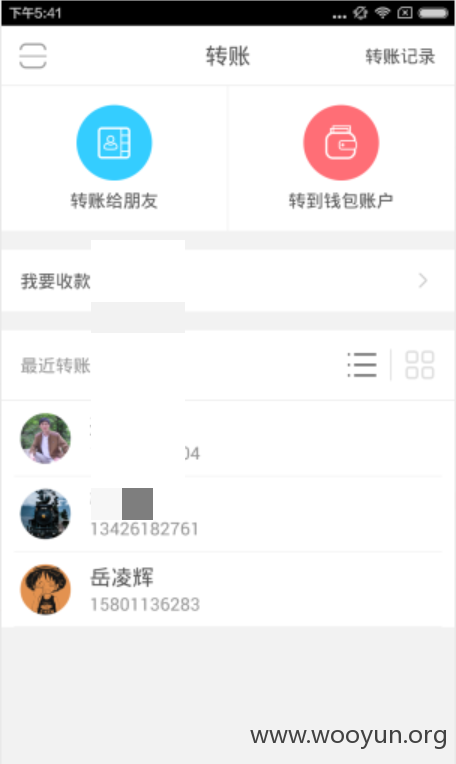 下午5:41
转账
转账记录
转账给朋友
转到钱包账户
我要收款
最近转账
04
13426182761
岳凌辉
15801136283
www.wooyun.org